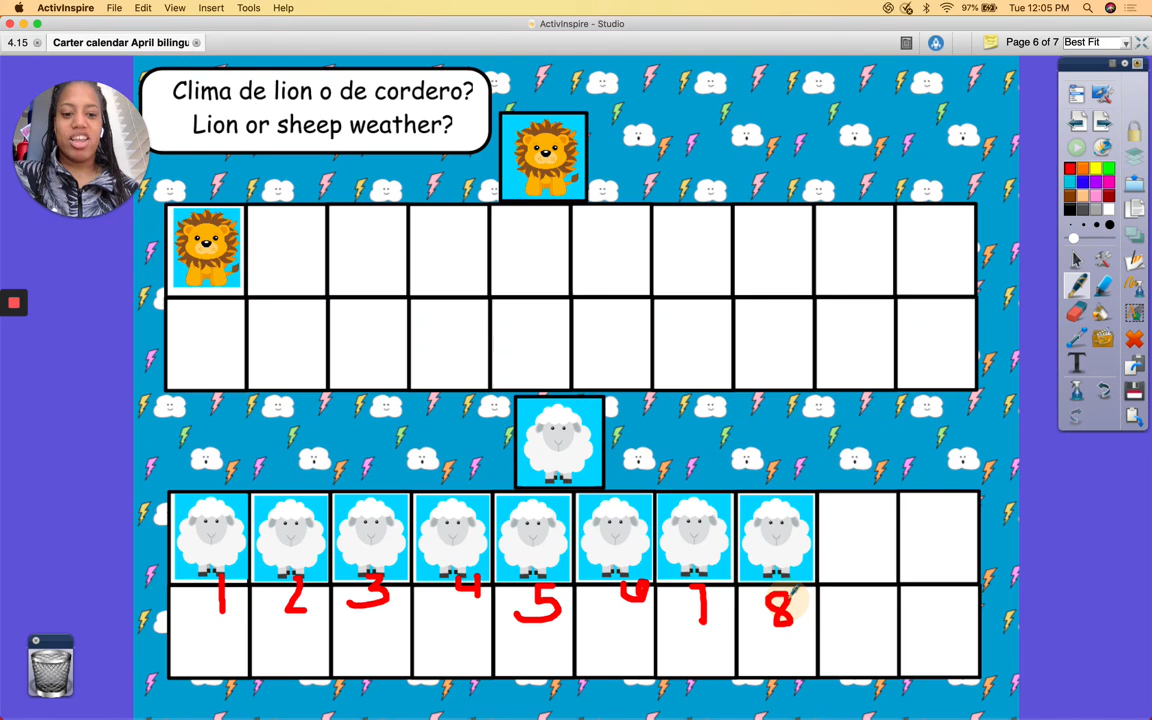 ActivInspire File Edit View Insert Tools Help 97% Tue 12:05 PM
ActivInspire - Studio
4.15 Carter calendar April bilingu Page 6 of 7 Best Fit
Clima de lion o de cordero?
Lion or sheep weather?
1 2 3 4 5 6 7 8
T